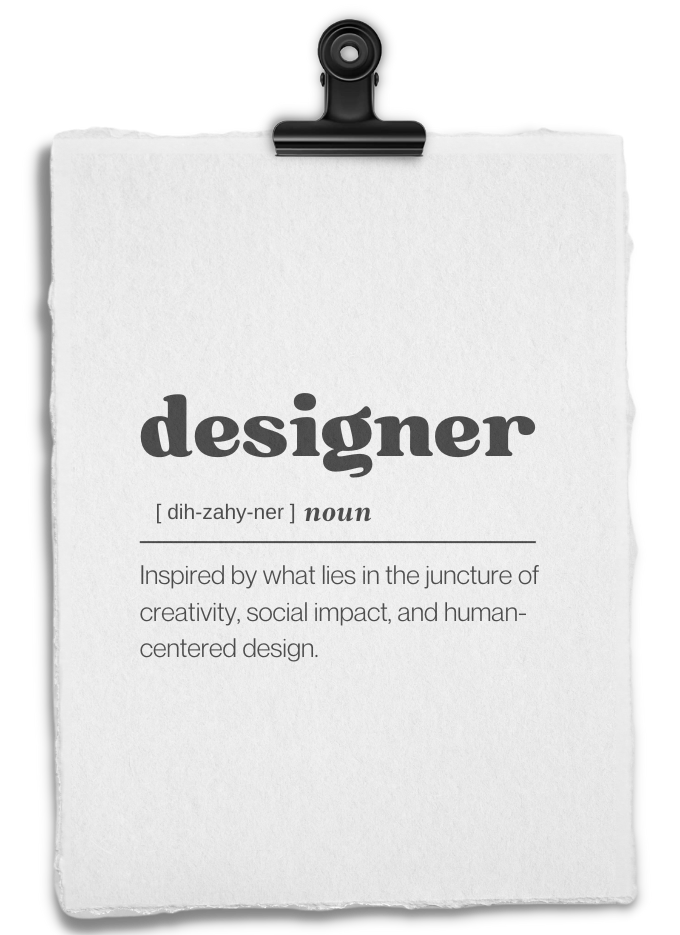 designer
[ dih-zahy-ner ] noun
Inspired by what lies in the juncture of
creativity, social impact, and human-
centered design.